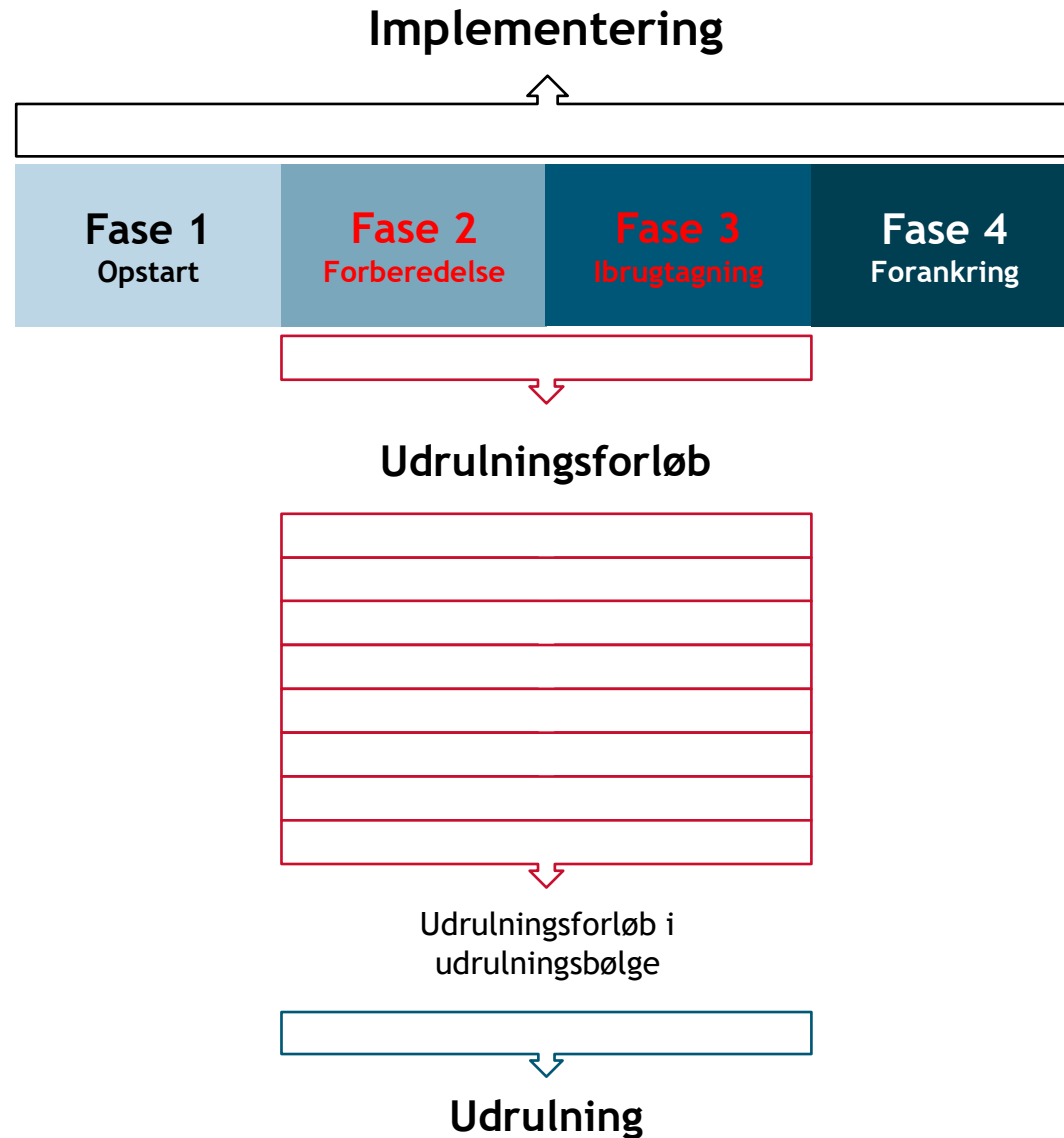 Implementering
Fase 1
Opstart
Fase 2
Forberedelse
Fase 3
Ibrugtagning
Fase 4
Forankring
Udrulningsforløb
Udrulningsforløb i
udrulningsbølge
Udrulning